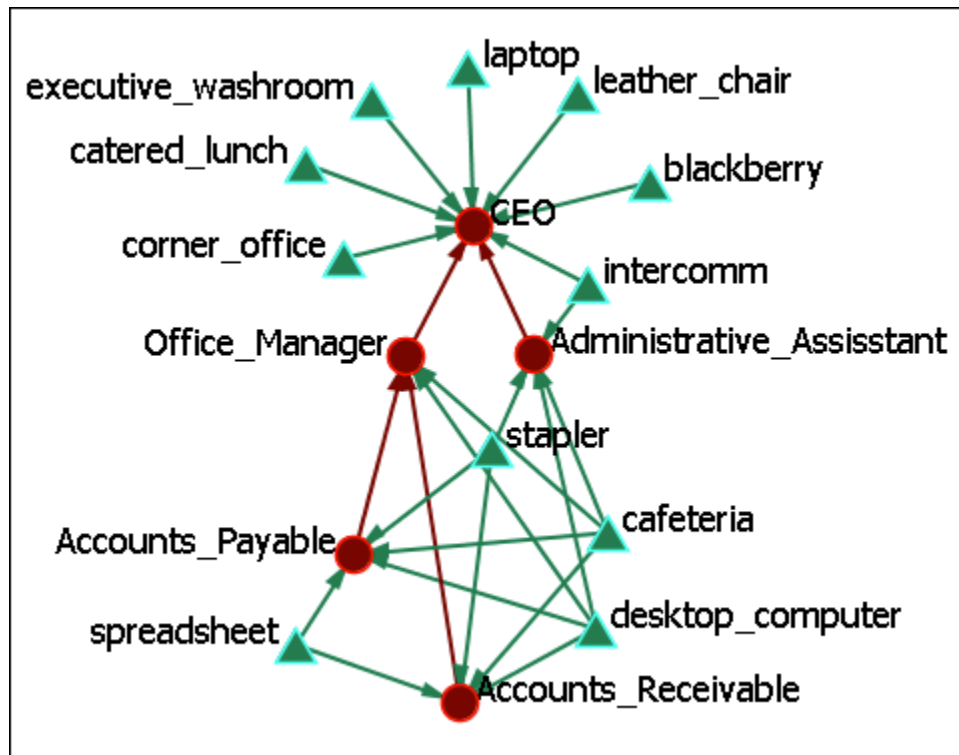 laptop
executive_washroom
leather_chair
catered_lunch
blackberry
CEO
corner_office
intercomm
Office_Manager
Administrative_Assisstant
stapler
cafeteria
Accounts_Payable
desktop_computer
spreadsheet
Accounts_Receivable